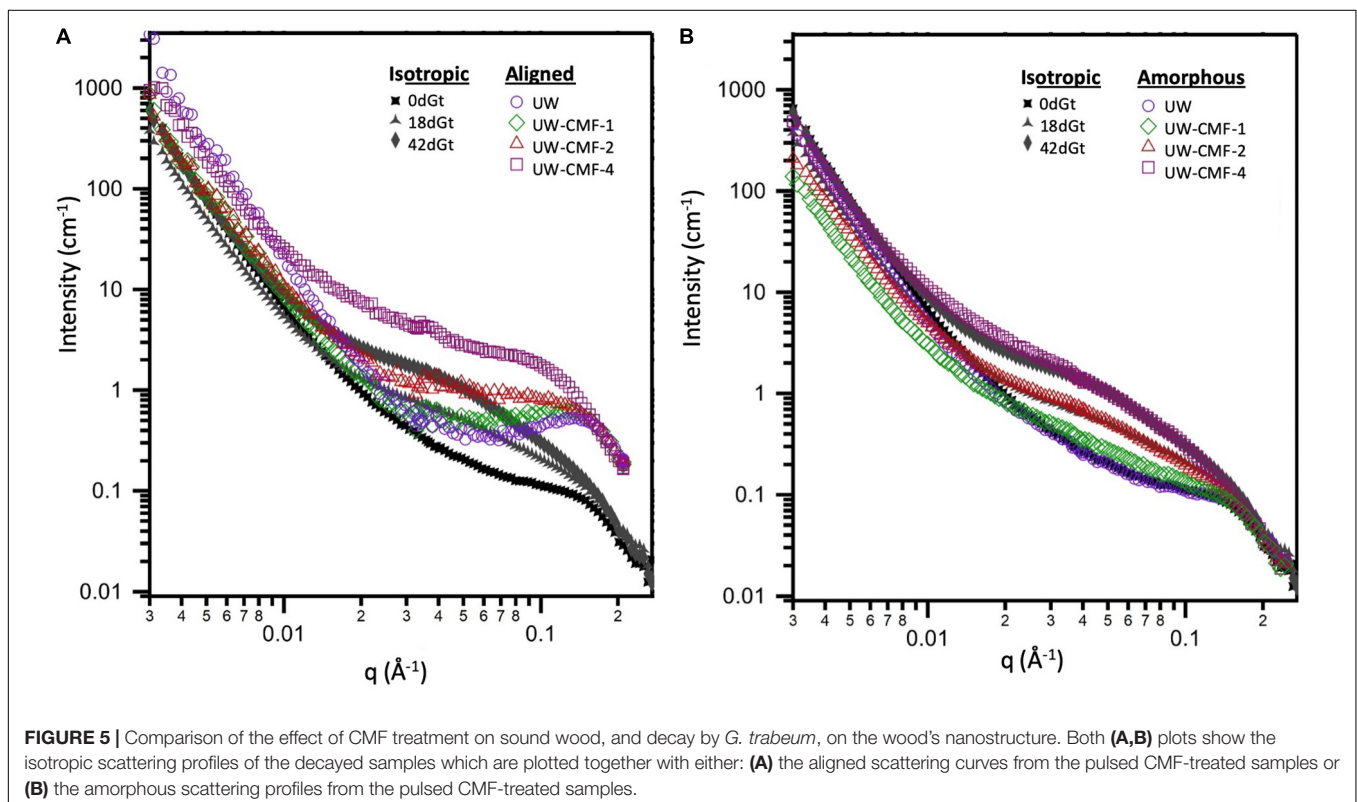 A
Intensity (cm⁻¹)
1000
100
10
1
0.1
0.01
Isotropic
0dGt
18dGt
42dGt
Aligned
UW
UW-CMF-1
UW-CMF-2
UW-CMF-4
3 4 5 6 7 8 0.01 2 3 4 5 6 7 8 0.1 2
q (Å⁻¹)
B
Intensity (cm⁻¹)
1000
100
10
1
0.1
0.01
Isotropic
0dGt
18dGt
42dGt
Amorphous
UW
UW-CMF-1
UW-CMF-2
UW-CMF-4
3 4 5 6 7 8 0.01 2 3 4 5 6 7 8 0.1 2
q (Å⁻¹)
FIGURE 5 | Comparison of the effect of CMF treatment on sound wood, and decay by G. trabeum, on the wood’s nanostructure. Both (A,B) plots show the
isotropic scattering profiles of the decayed samples which are plotted together with either: (A) the aligned scattering curves from the pulsed CMF-treated samples or
(B) the amorphous scattering profiles from the pulsed CMF-treated samples.